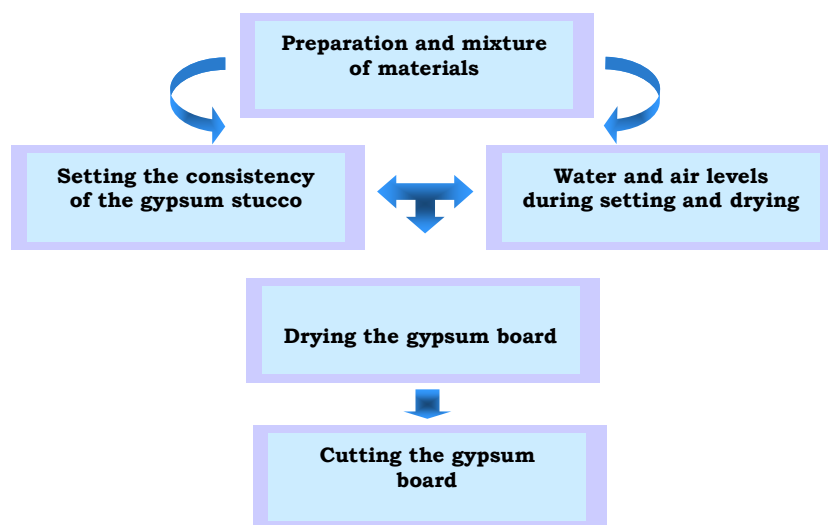 Preparation and mixture
of materials
Setting the consistency
of the gypsum stucco
Water and air levels
during setting and drying
Drying the gypsum board
Cutting the gypsum
board